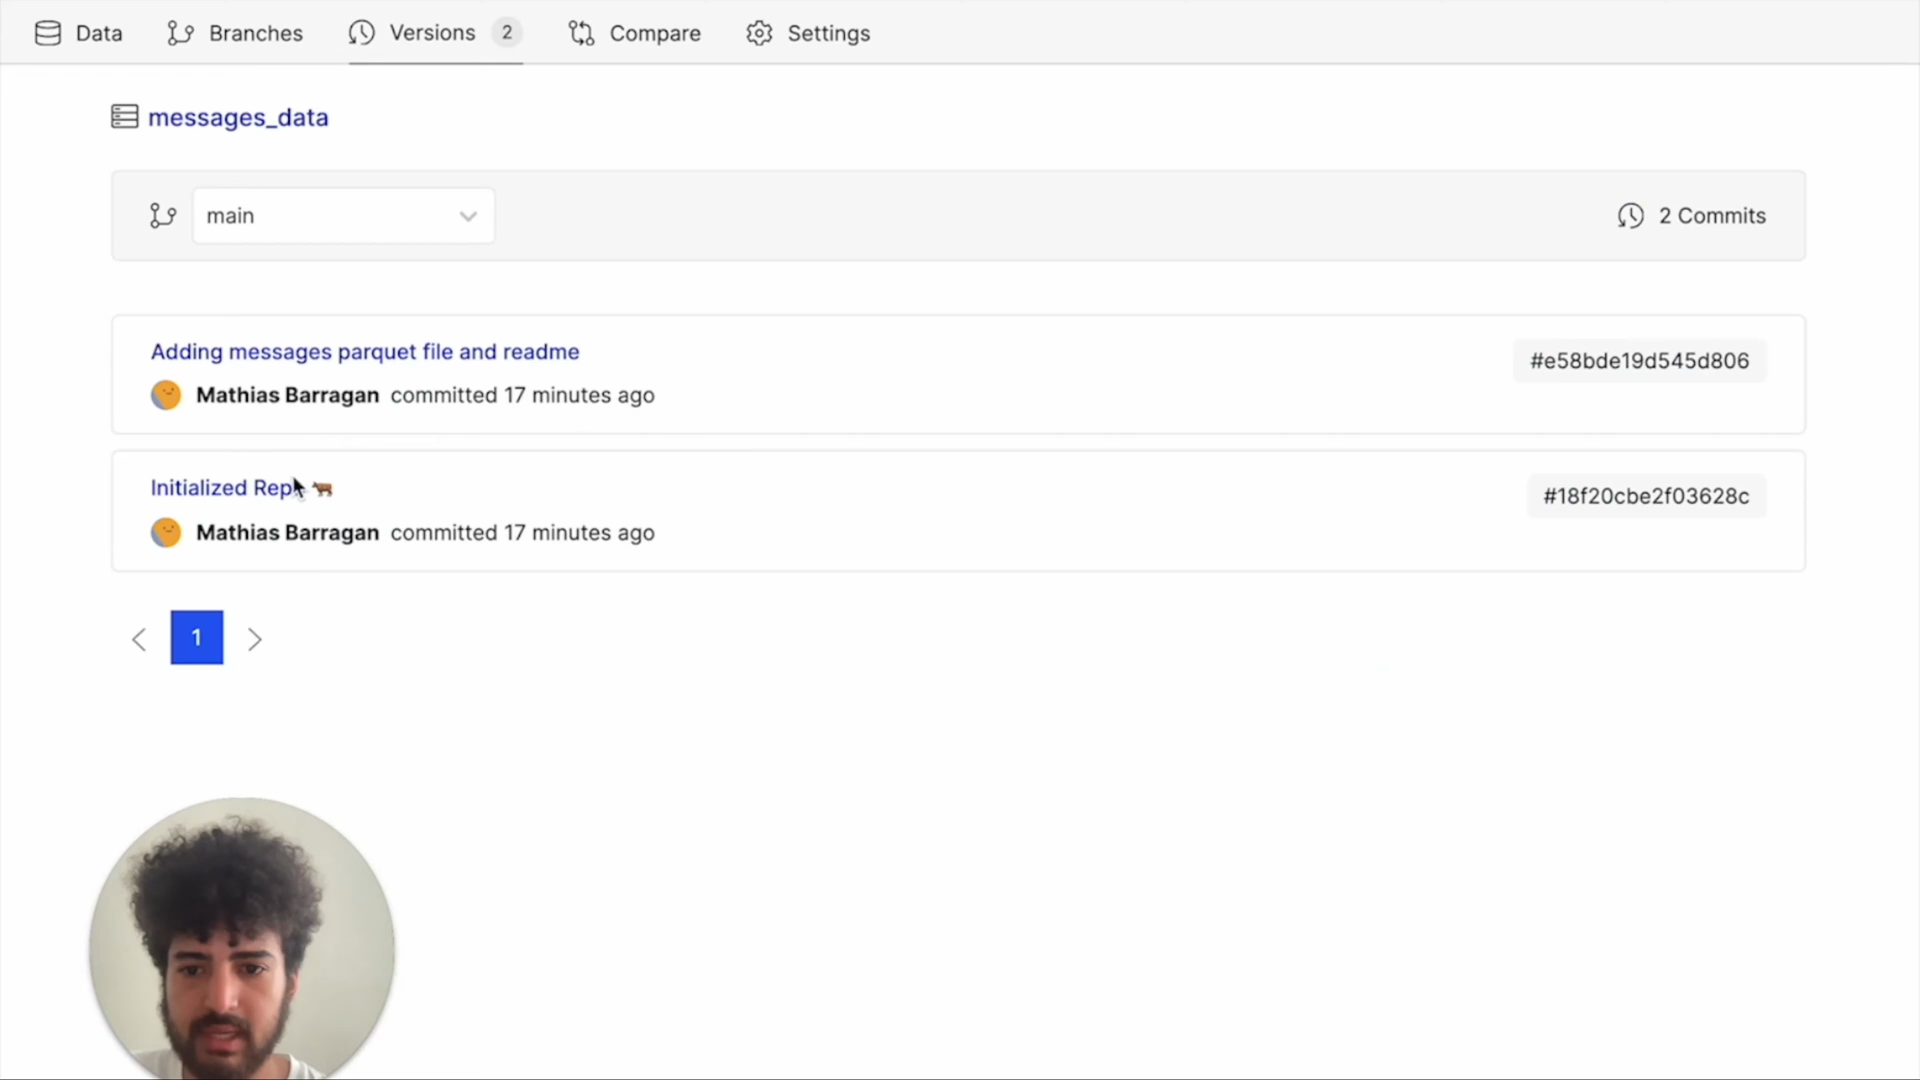 Data Branches Versions 2 Compare Settings
messages_data
main
2 Commits
Adding messages parquet file and readme
#e58bde19d545d806
Mathias Barragan committed 17 minutes ago
Initialized Rep 🐂
#18f20cbe2f03628c
Mathias Barragan committed 17 minutes ago
1